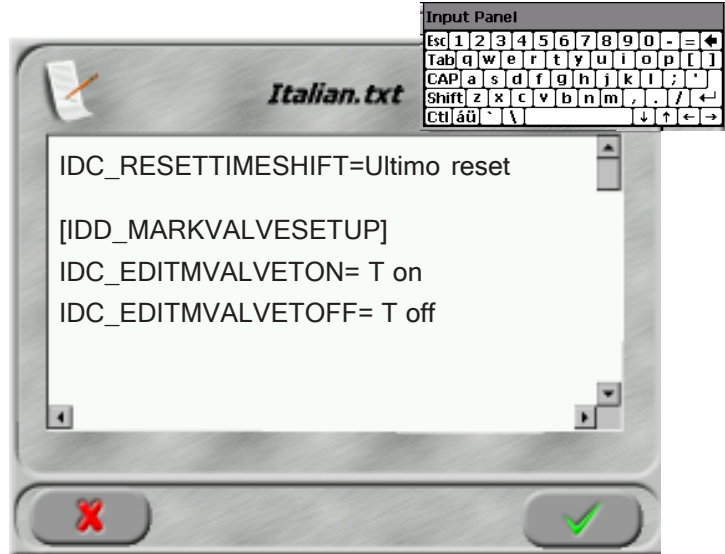 Input Panel
Esc 1 2 3 4 5 6 7 8 9 0 - =
Tab q w e r t y u i o p [ ]
CAP a s d f g h j k l ; '
Shift z x c v b n m , . /
Ctl áü ` \
Italian.txt
IDC_RESETTIMESHIFT=Ultimo reset
[IDD_MARKVALVESETUP]
IDC_EDITMVALVETON= T on
IDC_EDITMVALVETOFF= T off